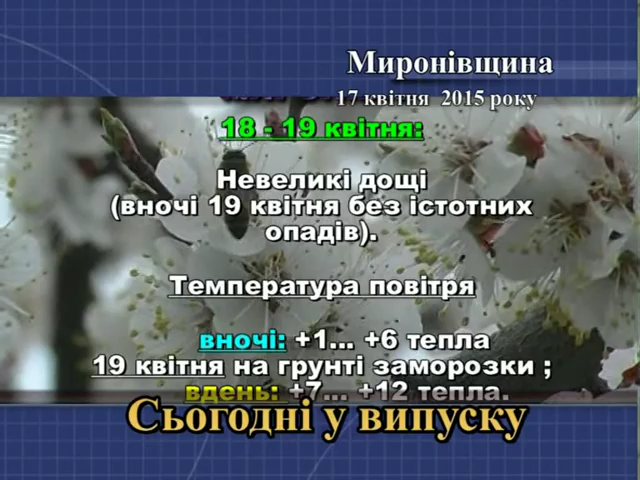 Миронівщина
17 квітня 2015 року
18 - 19 квітня:
Невеликі дощі
(вночі 19 квітня без істотних
опадів).
Температура повітря
вночі: +1... +6 тепла
19 квітня на грунті заморозки ;
вдень: +7... +12 тепла.
Сьогодні у випуску